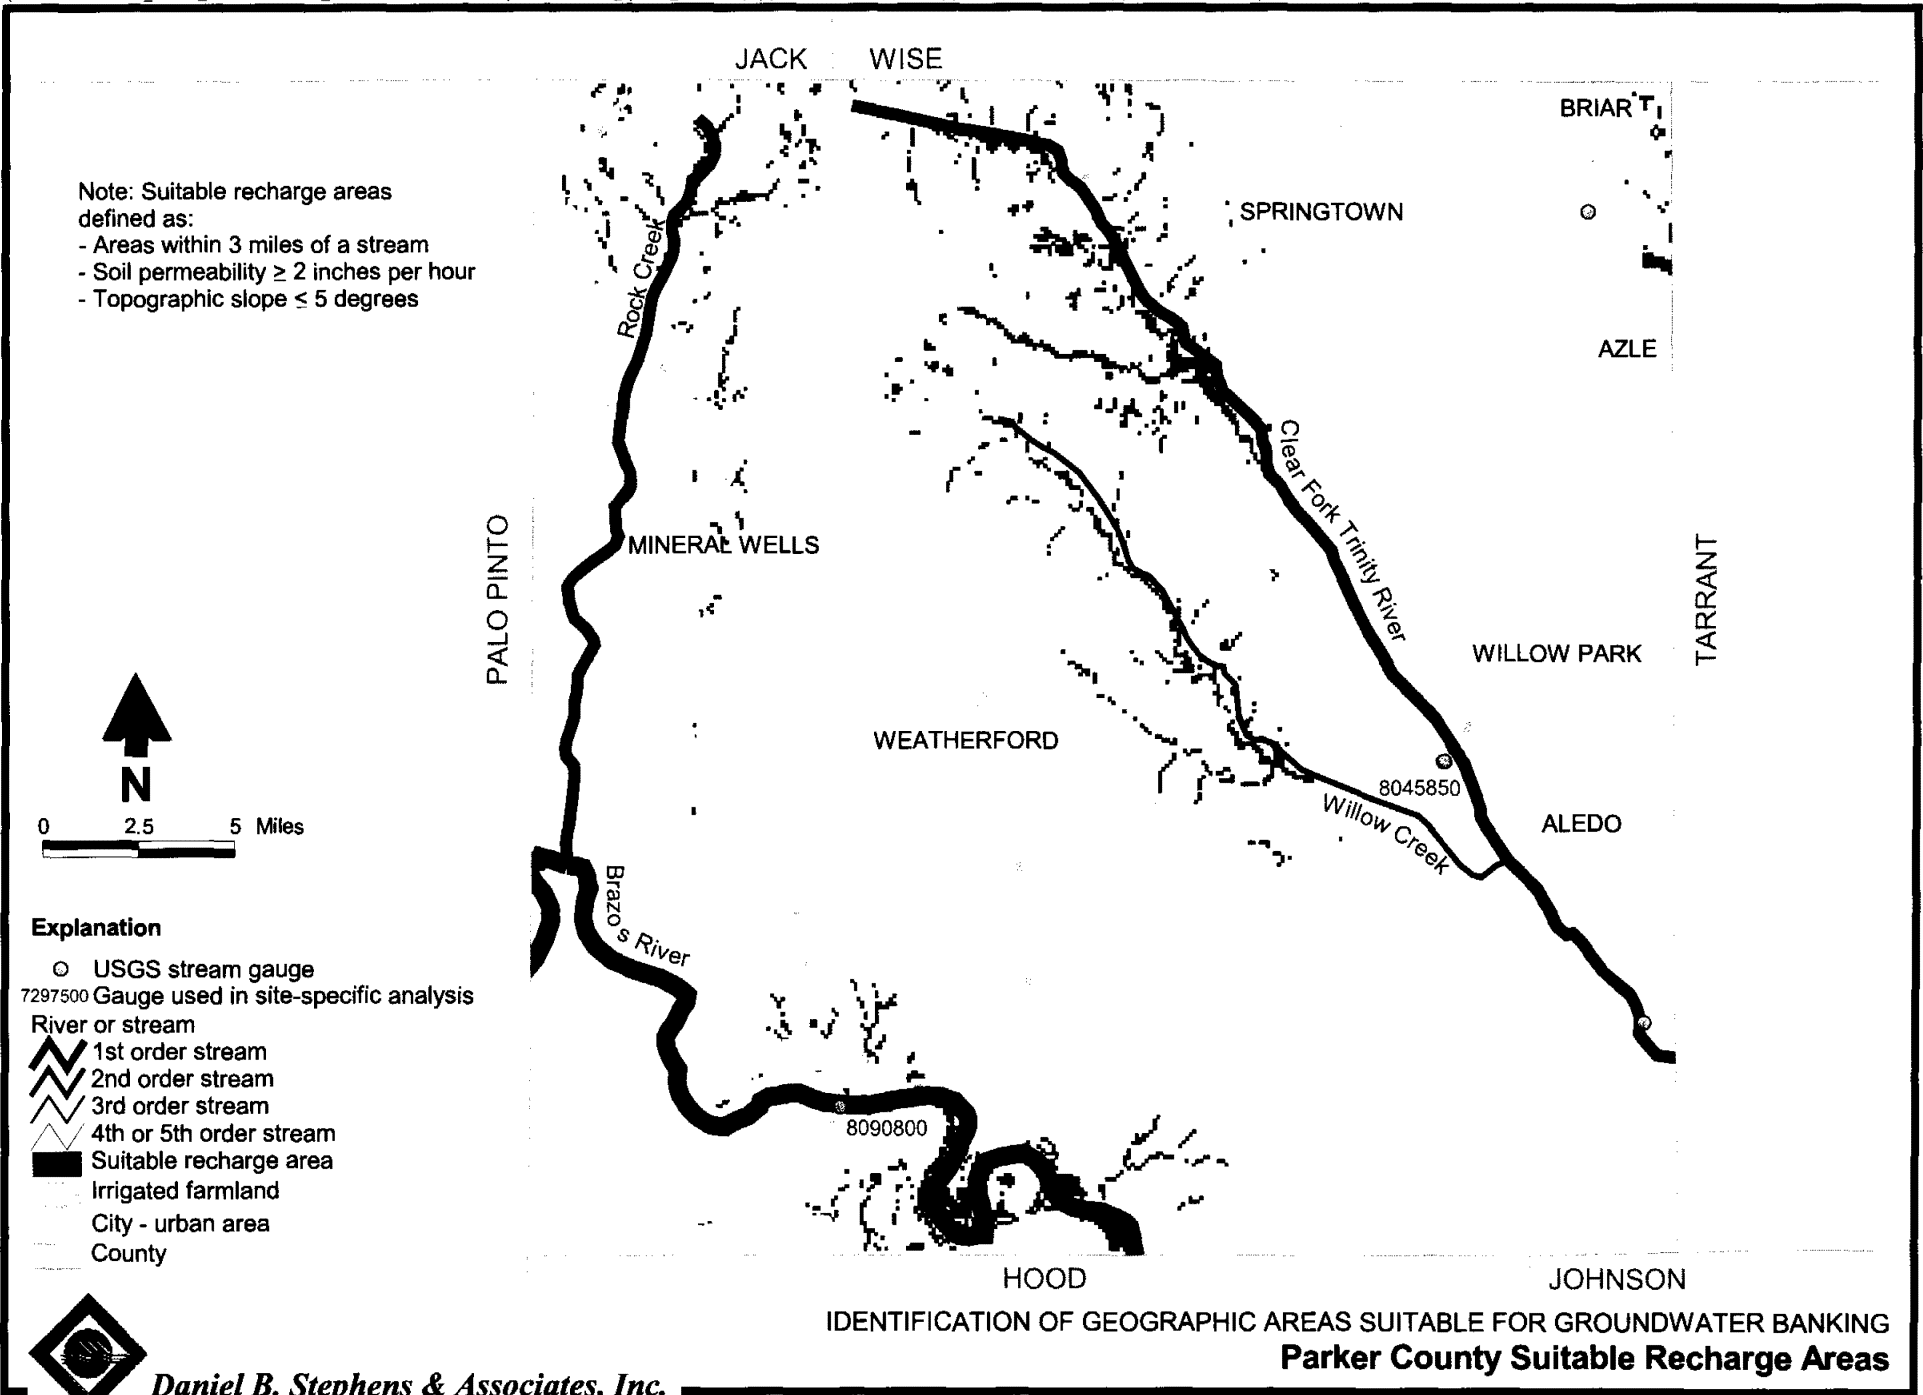 JACK WISE
BRIAR
Note: Suitable recharge areas
defined as:
- Areas within 3 miles of a stream
- Soil permeability ≥ 2 inches per hour
- Topographic slope ≤ 5 degrees
SPRINGTOWN
Rock Creek
AZLE
Clear Fork Trinity River
PALO PINTO
MINERAL WELLS
TARRANT
WILLOW PARK
WEATHERFORD
8045850
Willow Creek
ALEDO
N
0 2.5 5 Miles
Brazos River
Explanation
USGS stream gauge
7297500 Gauge used in site-specific analysis
River or stream
1st order stream
2nd order stream
3rd order stream
4th or 5th order stream
Suitable recharge area
Irrigated farmland
City - urban area
County
8090800
HOOD
JOHNSON
IDENTIFICATION OF GEOGRAPHIC AREAS SUITABLE FOR GROUNDWATER BANKING
Parker County Suitable Recharge Areas
Daniel B. Stephens & Associates, Inc.